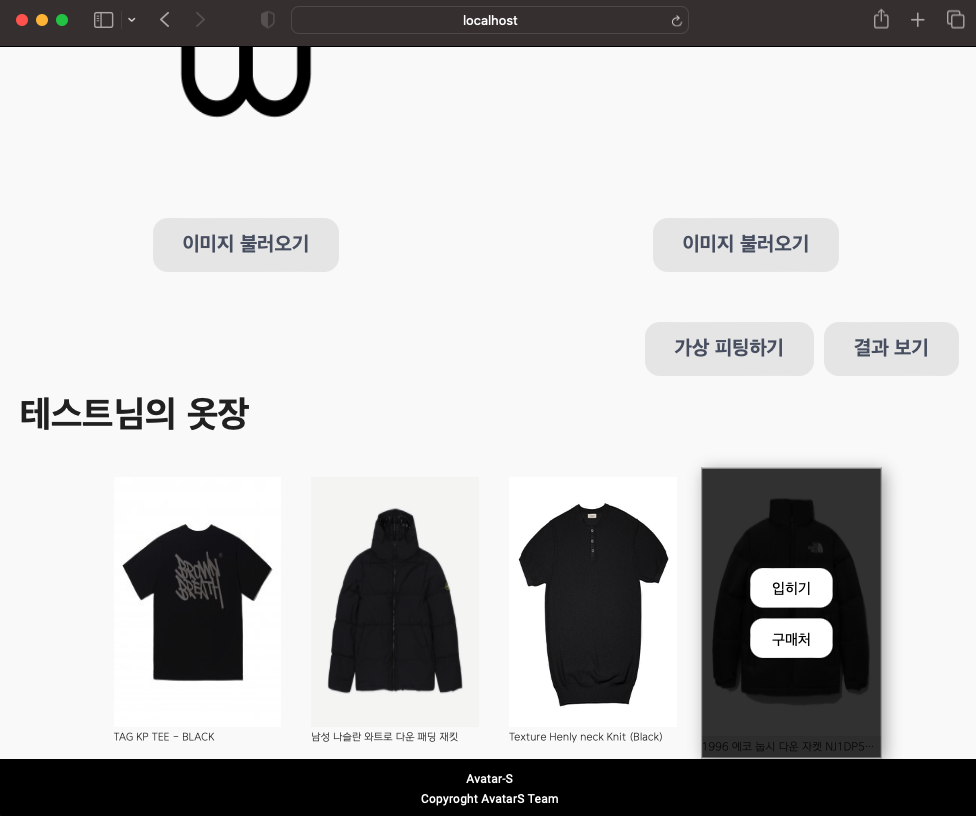 localhost
이미지 불러오기
이미지 불러오기
가상 피팅하기
결과 보기
테스트님의 옷장
BROWN
BREATH
입히기
구매처
TAG KP TEE - BLACK
남성 나슬란 와트로 다운 패딩 재킷
Texture Henly neck Knit (Black)
1996 에코 눕시 다운 자켓 NJ1DP5···
Avatar-S
Copyroght AvatarS Team